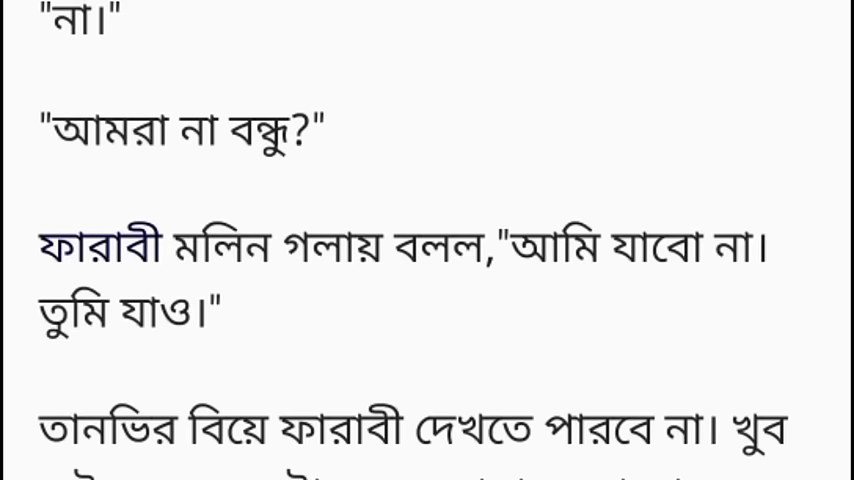 "না।"
"আমরা না বন্ধু?"
ফারাবী মলিন গলায় বলল,"আমি যাবো না।
তুমি যাও।"
তানভির বিয়ে ফারাবী দেখতে পারবে না। খুব